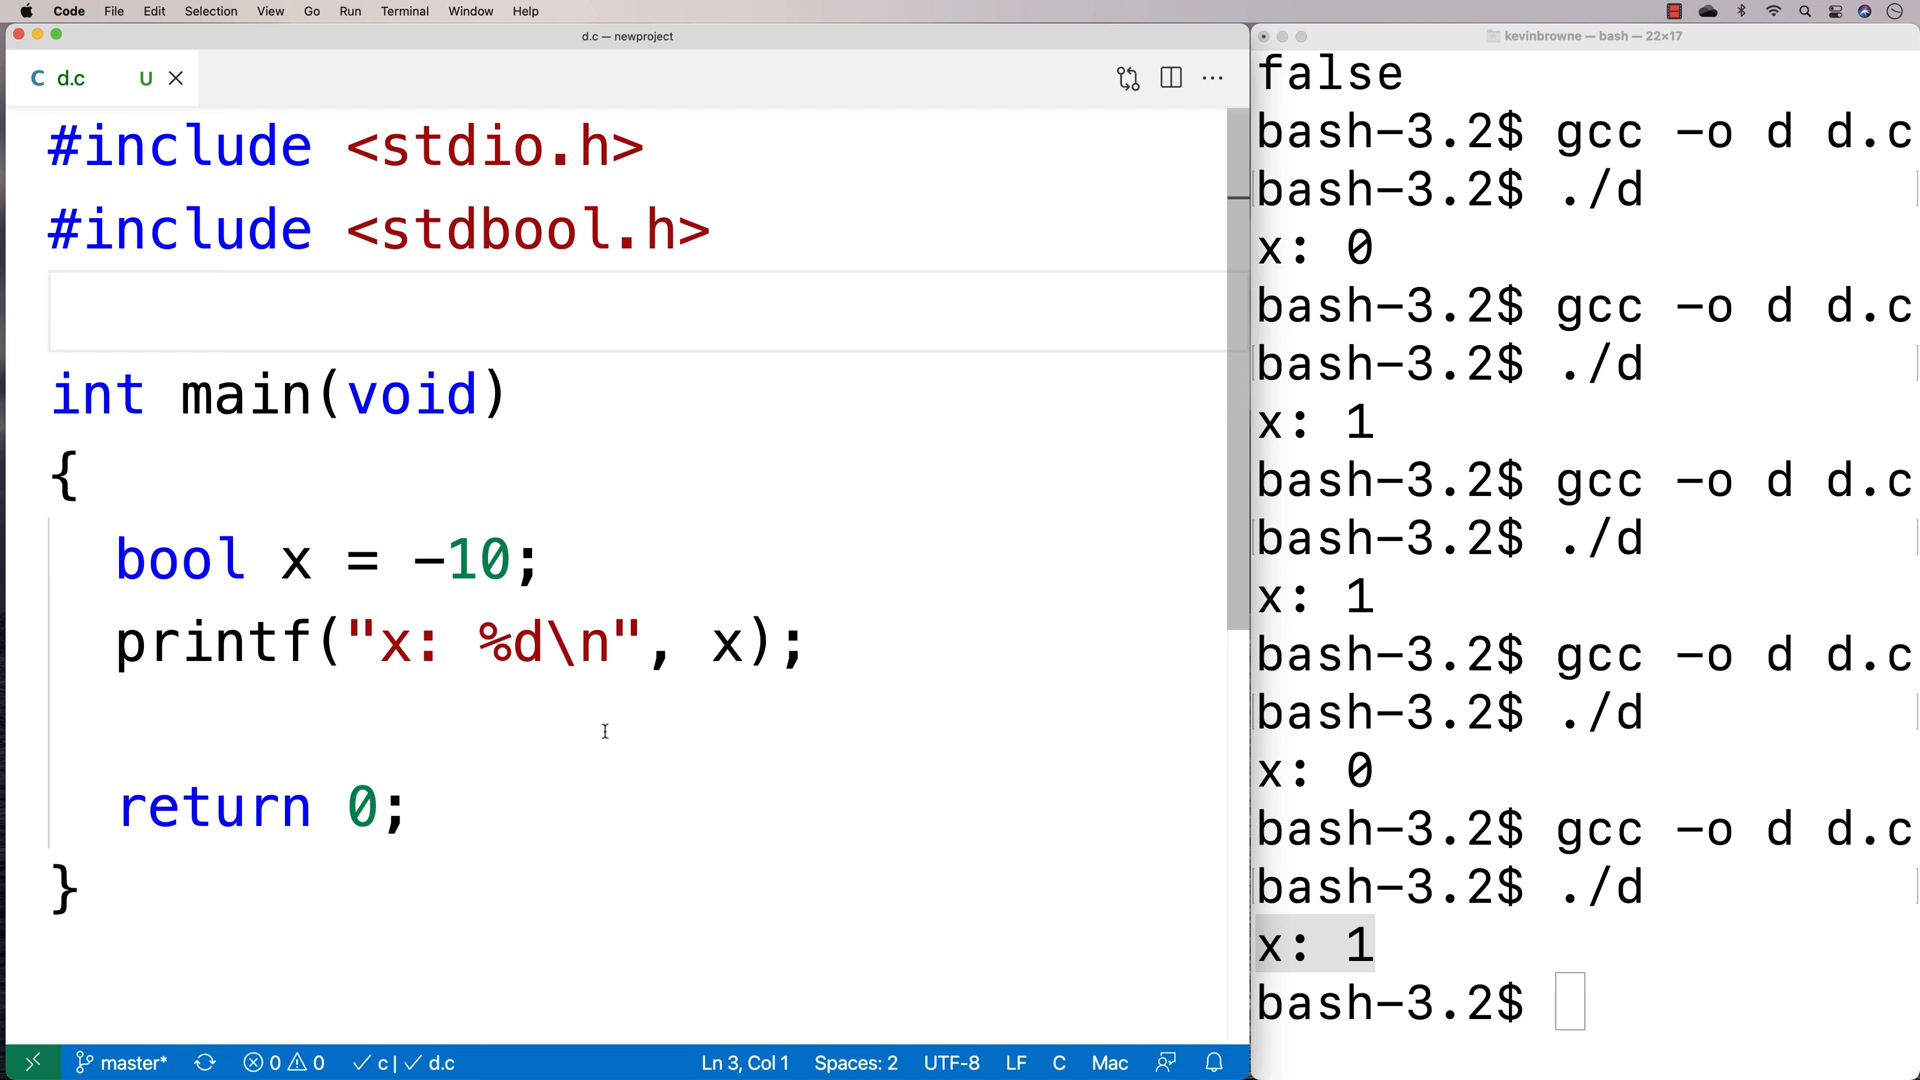 Code File Edit Selection View Go Run Terminal Window Help
d.c — newproject
C d.c U
#include <stdio.h>
#include <stdbool.h>
int main(void)
{
bool x = -10;
printf("x: %d\n", x);
return 0;
}
master* 0 0 c | d.c Ln 3, Col 1 Spaces: 2 UTF-8 LF C Mac
kevinbrowne — bash — 22×17
false
bash-3.2$ gcc -o d d.c
bash-3.2$ ./d
x: 0
bash-3.2$ gcc -o d d.c
bash-3.2$ ./d
x: 1
bash-3.2$ gcc -o d d.c
bash-3.2$ ./d
x: 1
bash-3.2$ gcc -o d d.c
bash-3.2$ ./d
x: 0
bash-3.2$ gcc -o d d.c
bash-3.2$ ./d
x: 1
bash-3.2$